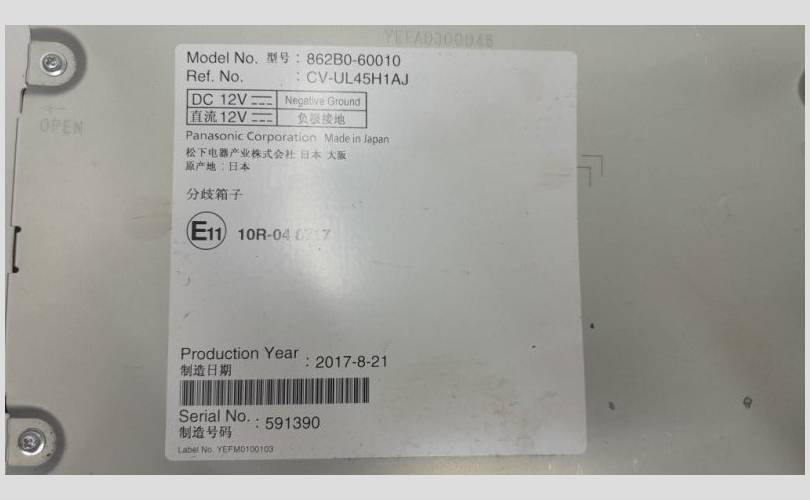 YEFA0300046
OPEN
Model No. 型号 : 862B0-60010
Ref. No. : CV-UL45H1AJ
DC 12V Negative Ground
直流 12V 负极接地
Panasonic Corporation Made in Japan
松下电器产业株式会社 日本 大阪
原产地 : 日本
分歧箱子
E11 10R-04
Production Year
制造日期 : 2017-8-21
Serial No.
制造号码 : 591390
Label No. YEFM0100103